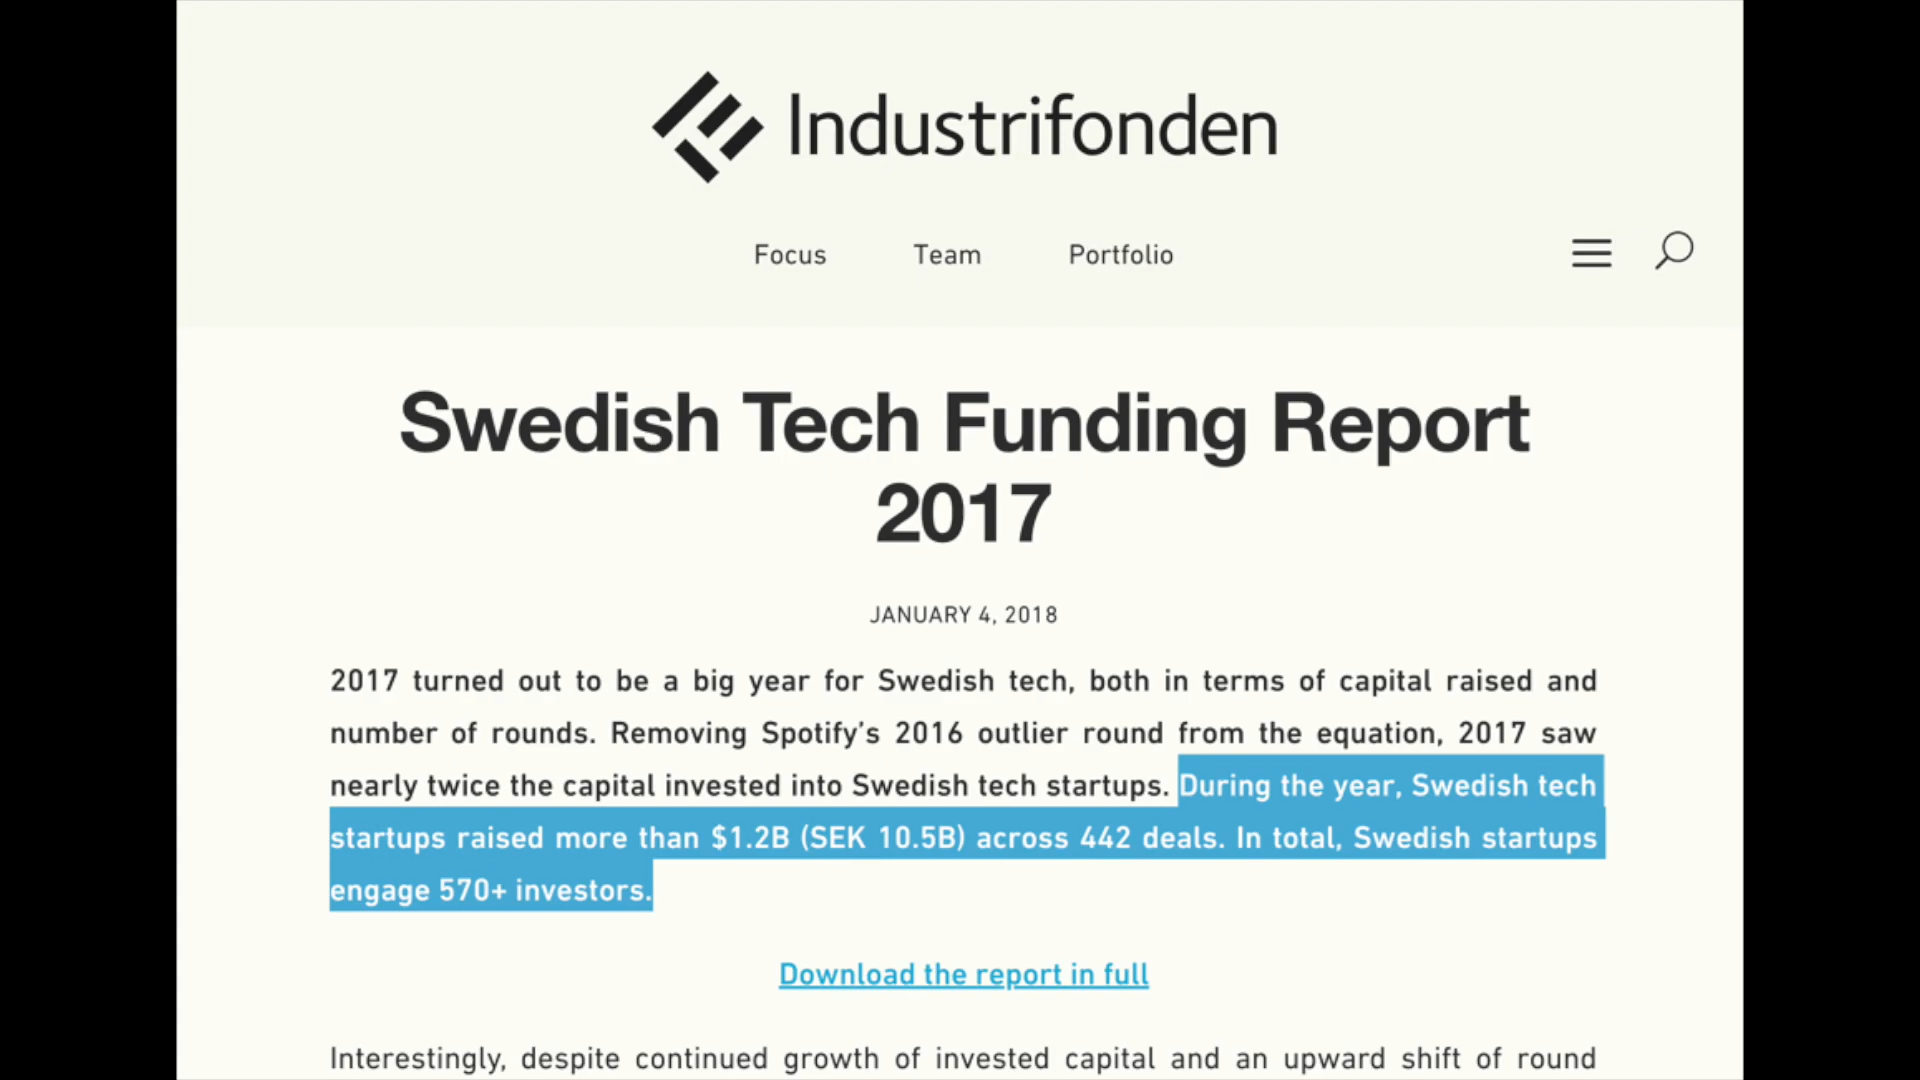 Industrifonden
Focus Team Portfolio
Swedish Tech Funding Report
2017
JANUARY 4, 2018
2017 turned out to be a big year for Swedish tech, both in terms of capital raised and
number of rounds. Removing Spotify’s 2016 outlier round from the equation, 2017 saw
nearly twice the capital invested into Swedish tech startups. During the year, Swedish tech
startups raised more than $1.2B (SEK 10.5B) across 442 deals. In total, Swedish startups
engage 570+ investors.
Download the report in full
Interestingly, despite continued growth of invested capital and an upward shift of round